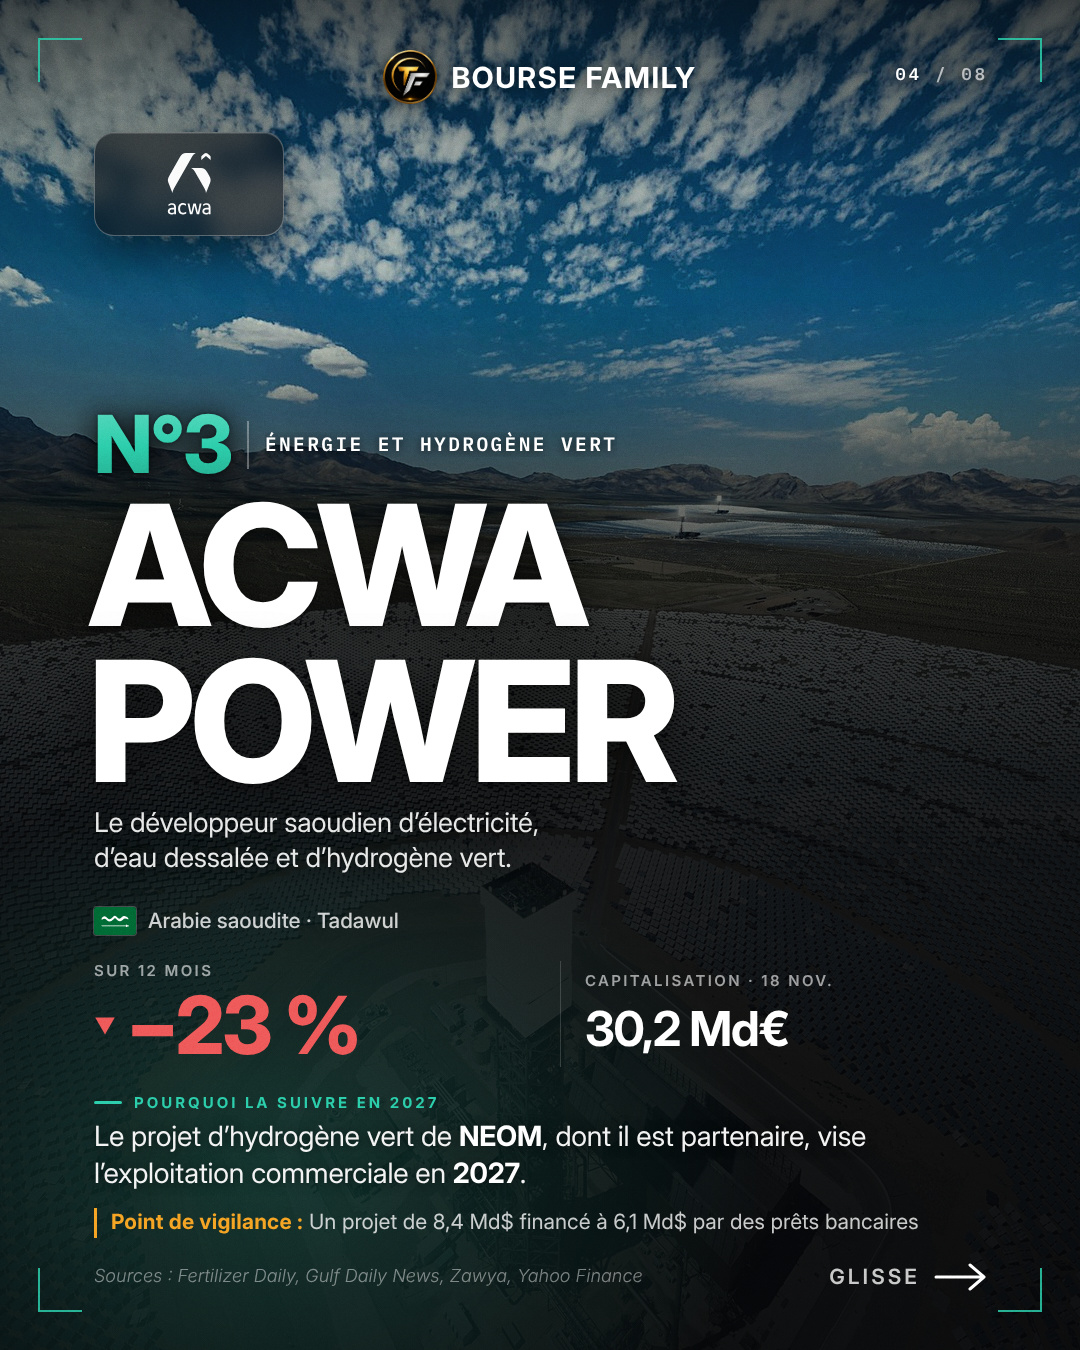 BOURSE FAMILY
04 / 08
acwa
N°3
ÉNERGIE ET HYDROGÈNE VERT
ACWA
POWER
Le développeur saoudien d’électricité,
d’eau dessalée et d’hydrogène vert.
Arabie saoudite · Tadawul
SUR 12 MOIS
▼ –23 %
CAPITALISATION · 18 NOV.
30,2 Md€
POURQUOI LA SUIVRE EN 2027
Le projet d’hydrogène vert de NEOM, dont il est partenaire, vise
l’exploitation commerciale en 2027.
Point de vigilance : Un projet de 8,4 Md$ financé à 6,1 Md$ par des prêts bancaires
Sources : Fertilizer Daily, Gulf Daily News, Zawya, Yahoo Finance
GLISSE →